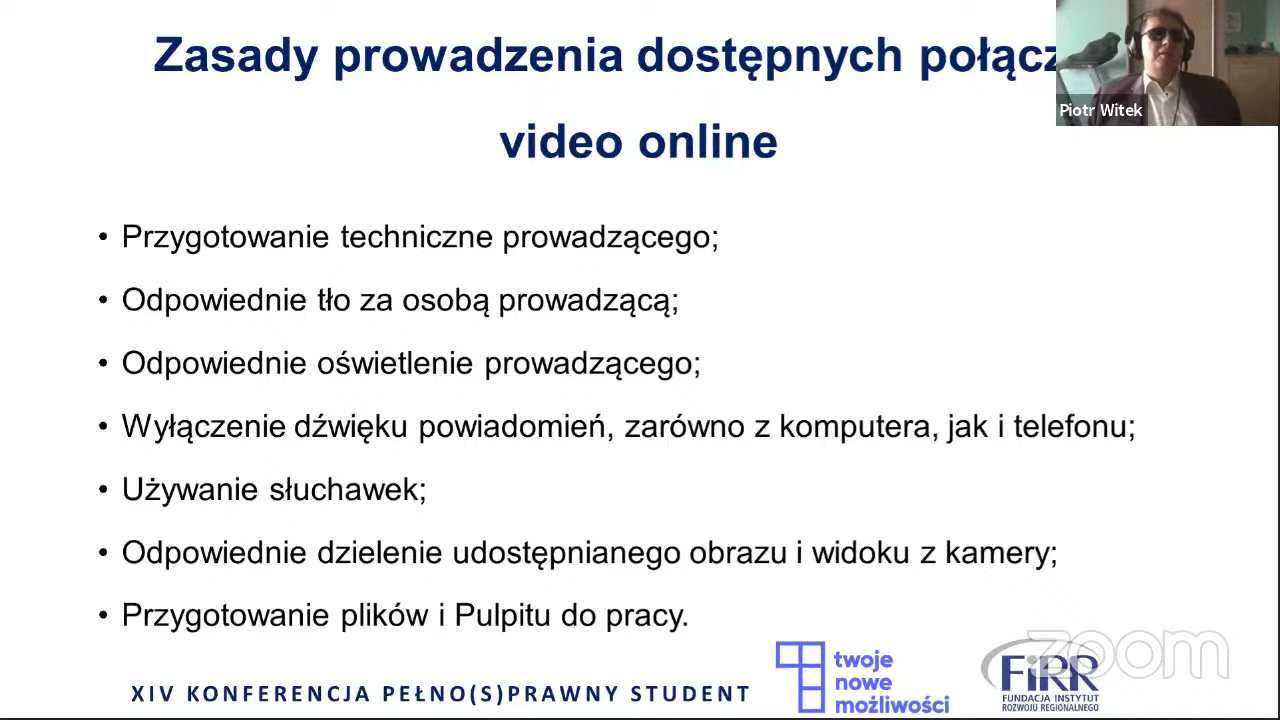 Zasady prowadzenia dostępnych połącz
video online
Piotr Witek
• Przygotowanie techniczne prowadzącego;
• Odpowiednie tło za osobą prowadzącą;
• Odpowiednie oświetlenie prowadzącego;
• Wyłączenie dźwięku powiadomień, zarówno z komputera, jak i telefonu;
• Używanie słuchawek;
• Odpowiednie dzielenie udostępnianego obrazu i widoku z kamery;
• Przygotowanie plików i Pulpitu do pracy.
XIV KONFERENCJA PEŁNO(S)PRAWNY STUDENT
twoje
nowe
możliwości
FiRR
FUNDACJA INSTYTUT
ROZWOJU REGIONALNEGO
zoom